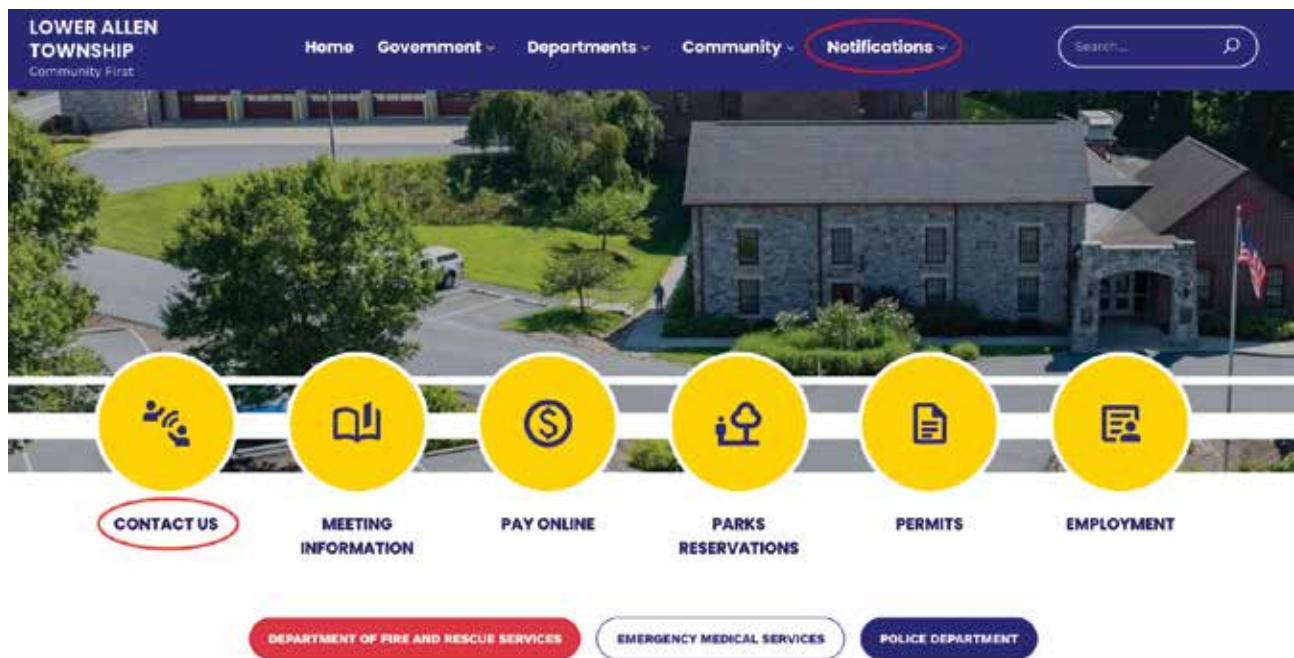 LOWER ALLEN
TOWNSHIP
Community First
Home Government Departments Community Notifications
Search...
CONTACT US
MEETING
INFORMATION
PAY ONLINE
PARKS
RESERVATIONS
PERMITS
EMPLOYMENT
DEPARTMENT OF FIRE AND RESCUE SERVICES
EMERGENCY MEDICAL SERVICES
POLICE DEPARTMENT